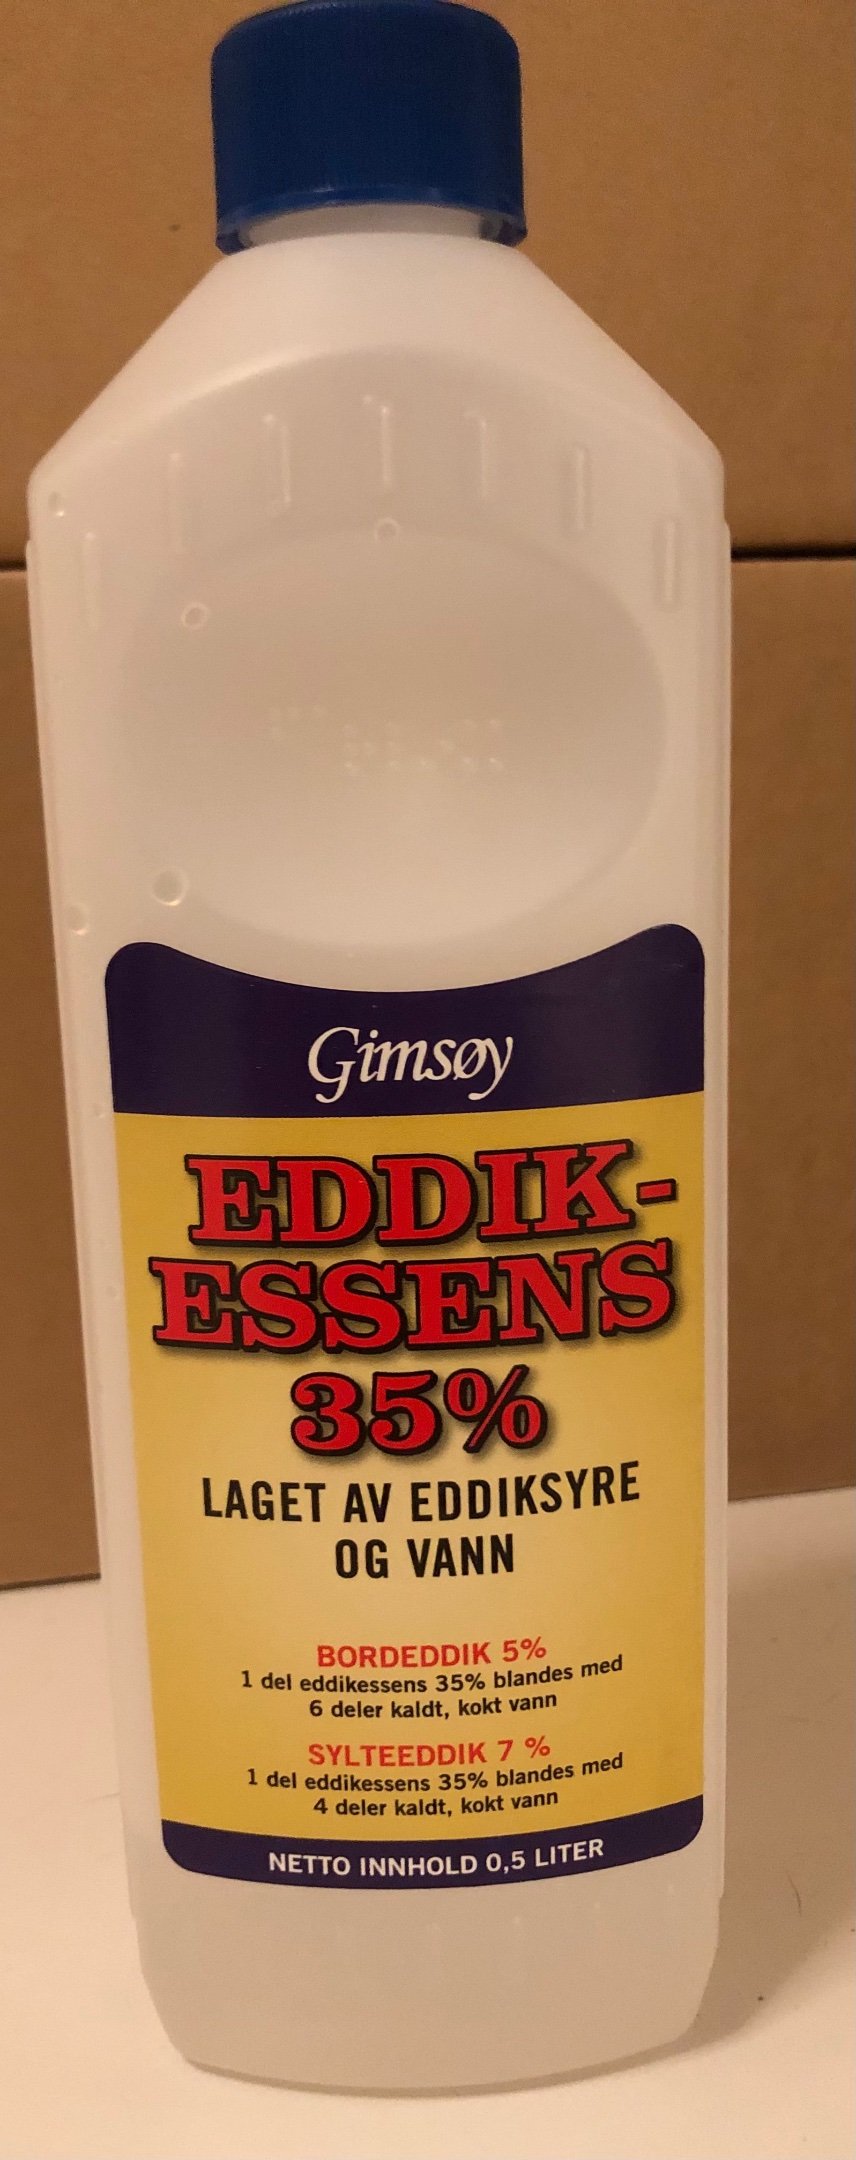 Gimsøy
EDDIK-
ESSENS
35%
LAGET AV EDDIKSYRE
OG VANN
BORDEDDIK 5%
1 del eddikessens 35% blandes med
6 deler kaldt, kokt vann
SYLTEEDDIK 7 %
1 del eddikessens 35% blandes med
4 deler kaldt, kokt vann
NETTO INNHOLD 0,5 LITER